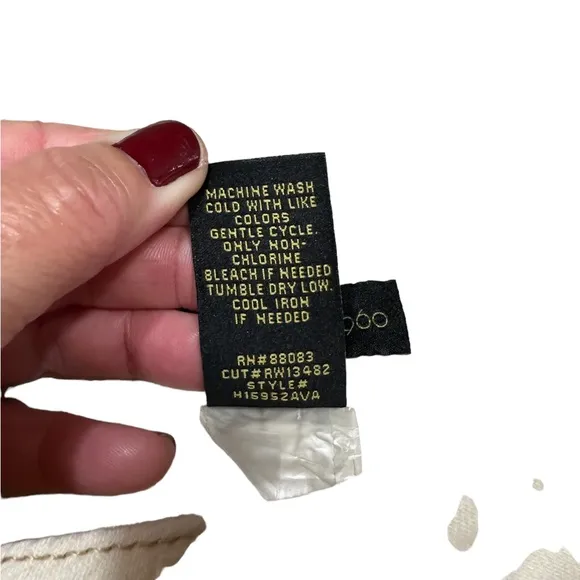 MACHINE WASH
COLD WITH LIKE
COLORS
GENTLE CYCLE.
ONLY NON-
CHLORINE
BLEACH IF NEEDED
TUMBLE DRY LOW.
COOL IRON
IF NEEDED
RN#88083
CUT#RW13482
STYLE#
H15952AVA
960